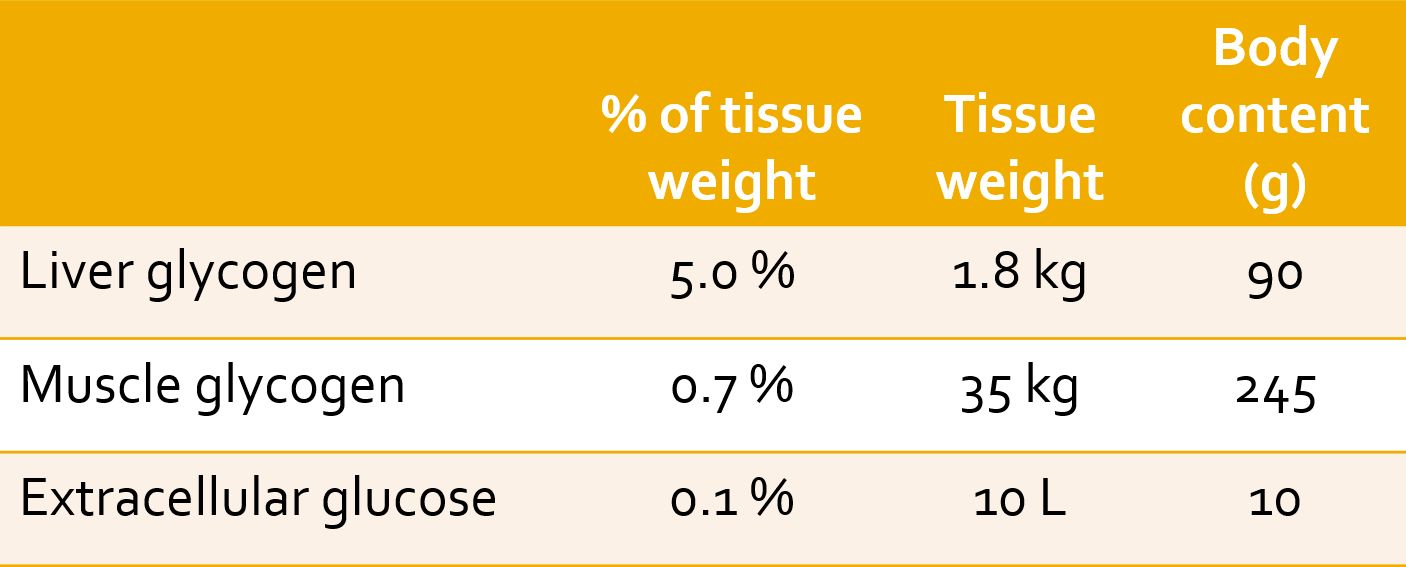 % of tissue weight Tissue weight Body content (g)
Liver glycogen 5.0 % 1.8 kg 90
Muscle glycogen 0.7 % 35 kg 245
Extracellular glucose 0.1 % 10 L 10